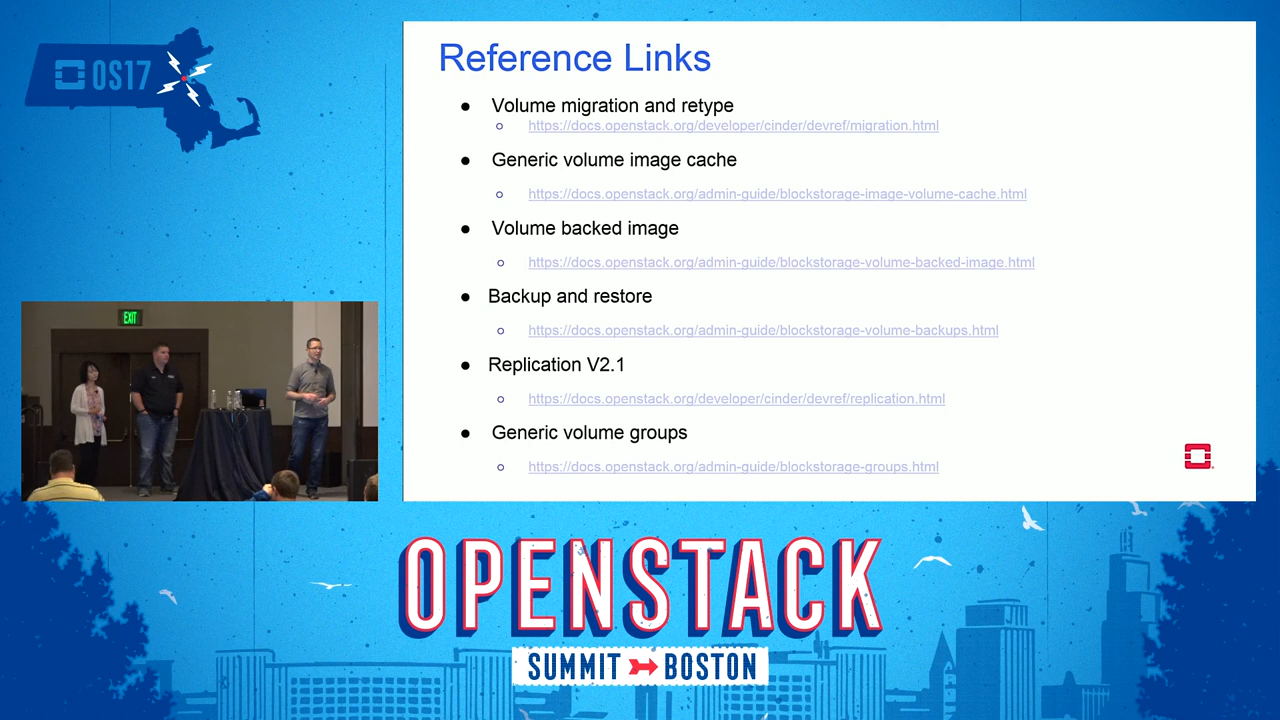 OS17
Reference Links
● Volume migration and retype
○ https://docs.openstack.org/developer/cinder/devref/migration.html
● Generic volume image cache
○ https://docs.openstack.org/admin-guide/blockstorage-image-volume-cache.html
● Volume backed image
○ https://docs.openstack.org/admin-guide/blockstorage-volume-backed-image.html
● Backup and restore
○ https://docs.openstack.org/admin-guide/blockstorage-volume-backups.html
● Replication V2.1
○ https://docs.openstack.org/developer/cinder/devref/replication.html
● Generic volume groups
○ https://docs.openstack.org/admin-guide/blockstorage-groups.html
EXIT
OPENSTACK
SUMMIT BOSTON